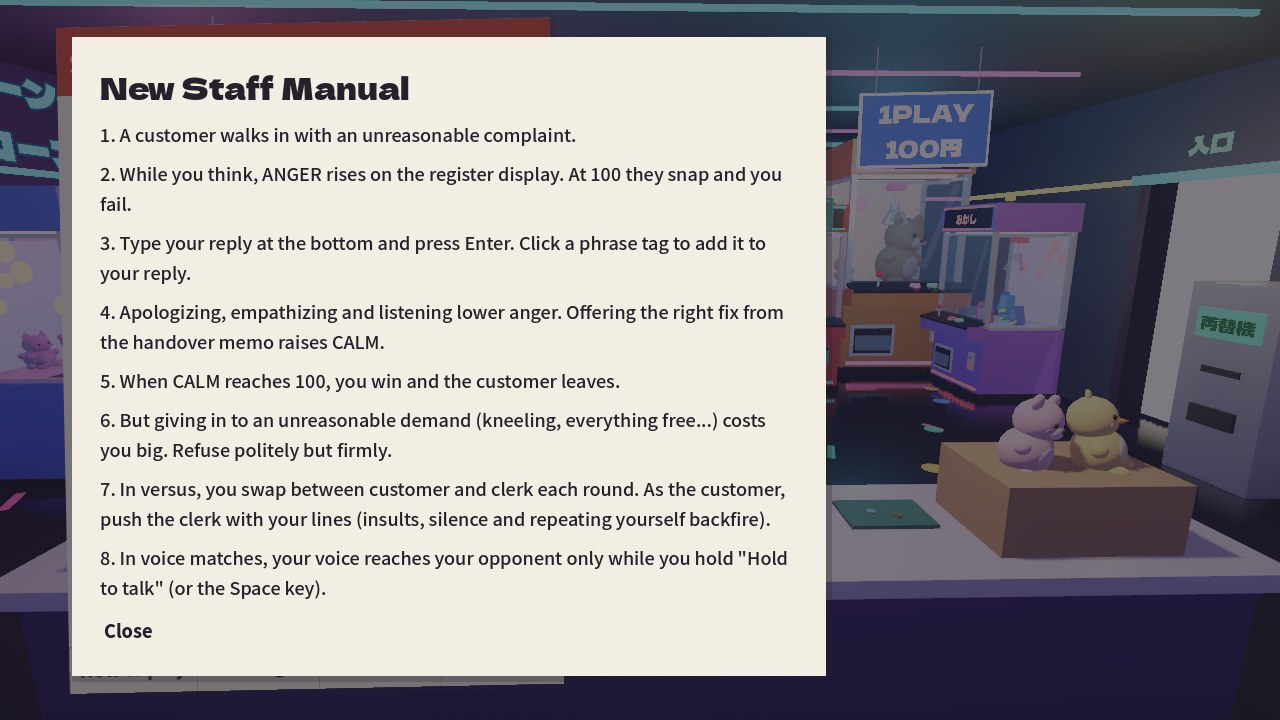 New Staff Manual
1. A customer walks in with an unreasonable complaint.
2. While you think, ANGER rises on the register display. At 100 they snap and you
fail.
3. Type your reply at the bottom and press Enter. Click a phrase tag to add it to
your reply.
4. Apologizing, empathizing and listening lower anger. Offering the right fix from
the handover memo raises CALM.
5. When CALM reaches 100, you win and the customer leaves.
6. But giving in to an unreasonable demand (kneeling, everything free...) costs
you big. Refuse politely but firmly.
7. In versus, you swap between customer and clerk each round. As the customer,
push the clerk with your lines (insults, silence and repeating yourself backfire).
8. In voice matches, your voice reaches your opponent only while you hold "Hold
to talk" (or the Space key).
Close
1PLAY
100円
入口
おかし
両替機